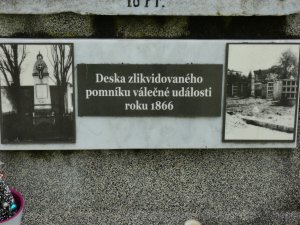 Deska zlikvidovaného
pomníku válečné události
roku 1866